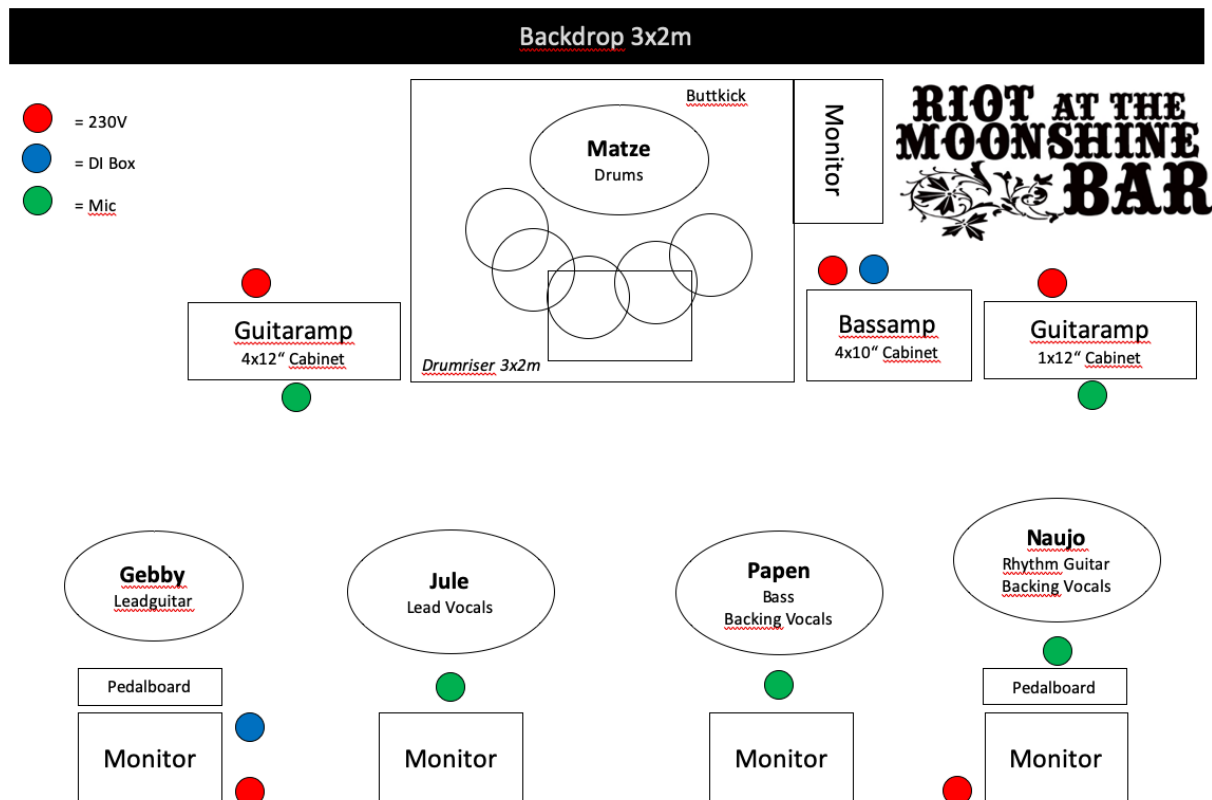 Backdrop 3x2m
= 230V
= DI Box
= Mic
Buttkick
Matze
Drums
Monitor
RIOT AT THE
MOONSHINE
BAR
Guitaramp
4x12“ Cabinet
Drumriser 3x2m
Bassamp
4x10“ Cabinet
Guitaramp
1x12“ Cabinet
Gebby
Leadguitar
Jule
Lead Vocals
Papen
Bass
Backing Vocals
Naujo
Rhythm Guitar
Backing Vocals
Pedalboard
Pedalboard
Monitor
Monitor
Monitor
Monitor